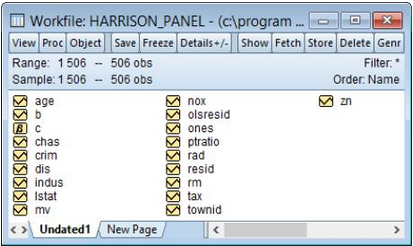 Workfile: HARRISON_PANEL - (c:\program ...
View Proc Object Save Freeze Details+/- Show Fetch Store Delete Genr
Range: 1 506 -- 506 obs Filter: *
Sample: 1 506 -- 506 obs Order: Name
age nox zn
b olsresid
β c ones
chas ptratio
crim rad
dis resid
indus rm
lstat tax
mv townid
Undated1 New Page